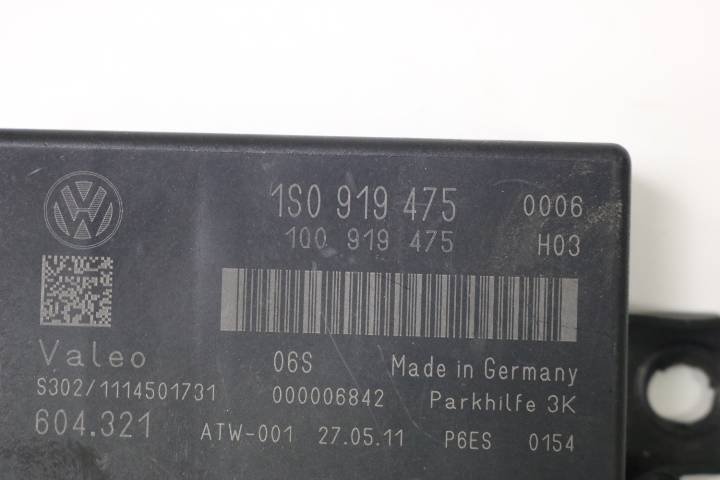 1S0 919 475 0006
1Q0 919 475 H03
Valeo 06S Made in Germany
S302/1114501731 000006842 Parkhilfe 3K
604.321 ATW-001 27.05.11 P6ES 0154